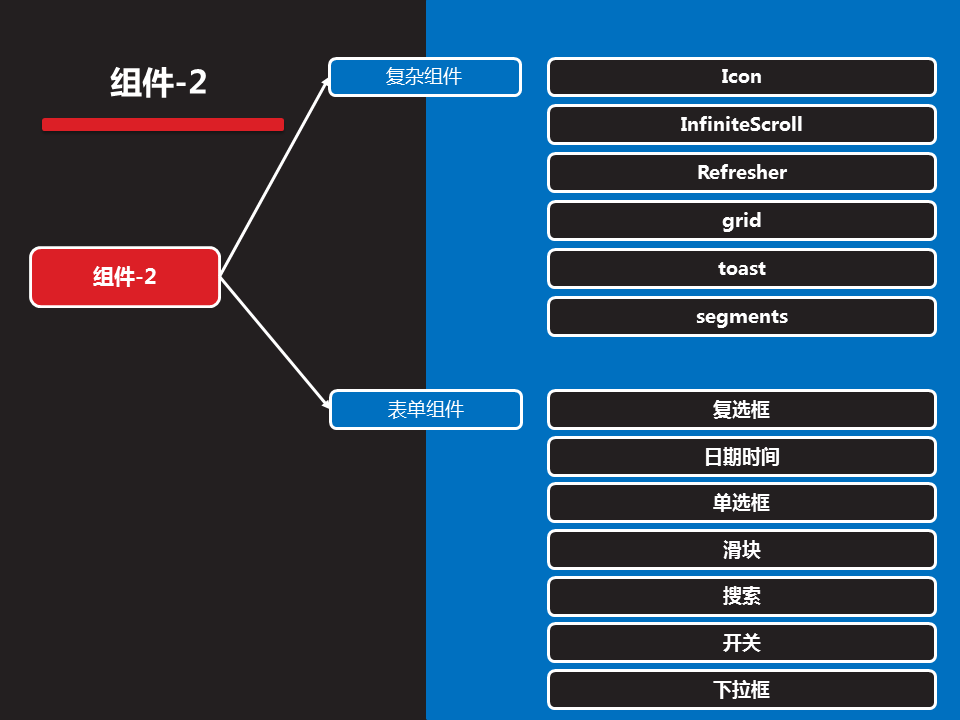 组件-2
组件-2
复杂组件
Icon
InfiniteScroll
Refresher
grid
toast
segments
表单组件
复选框
日期时间
单选框
滑块
搜索
开关
下拉框